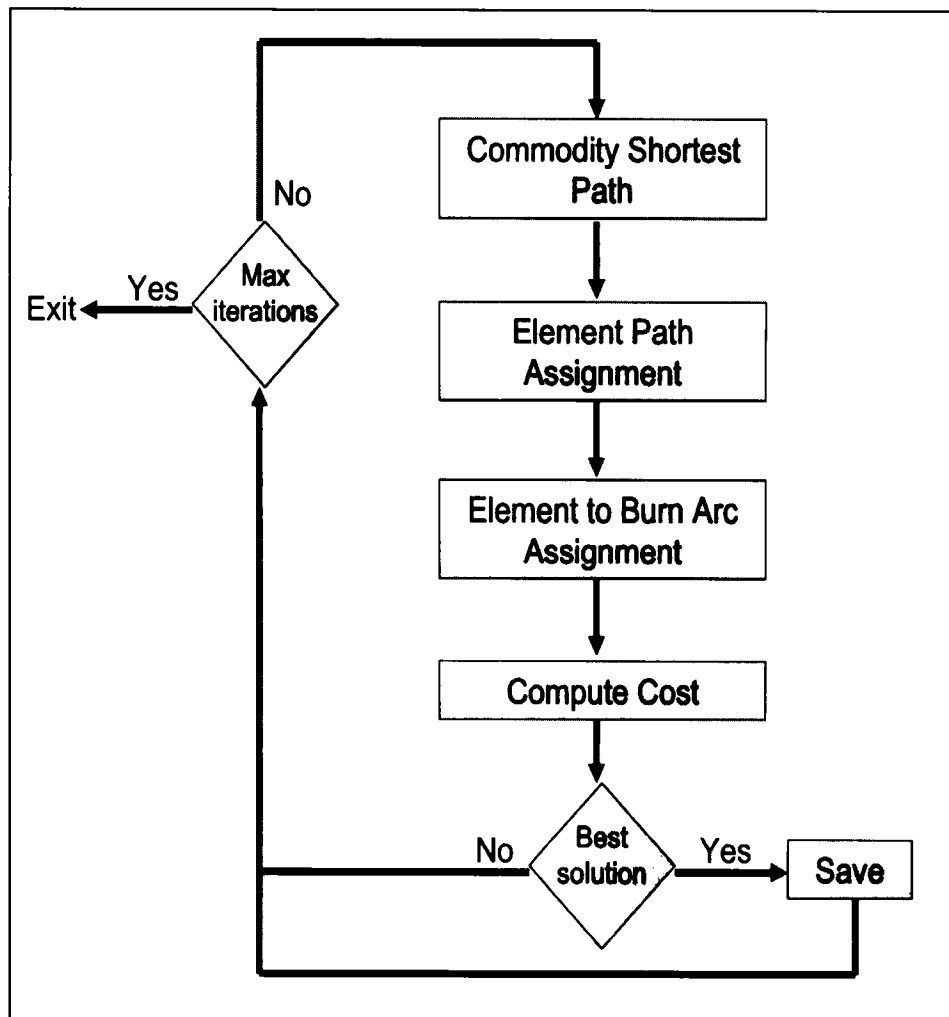 Commodity Shortest
Path
No
Max
iterations
Yes
Exit
Element Path
Assignment
Element to Burn Arc
Assignment
Compute Cost
Best
solution
No
Yes
Save